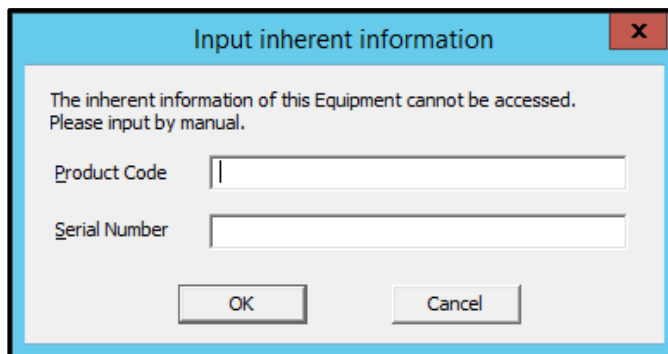 Input inherent information
x
The inherent information of this Equipment cannot be accessed.
Please input by manual.
Product Code
Serial Number
OK Cancel